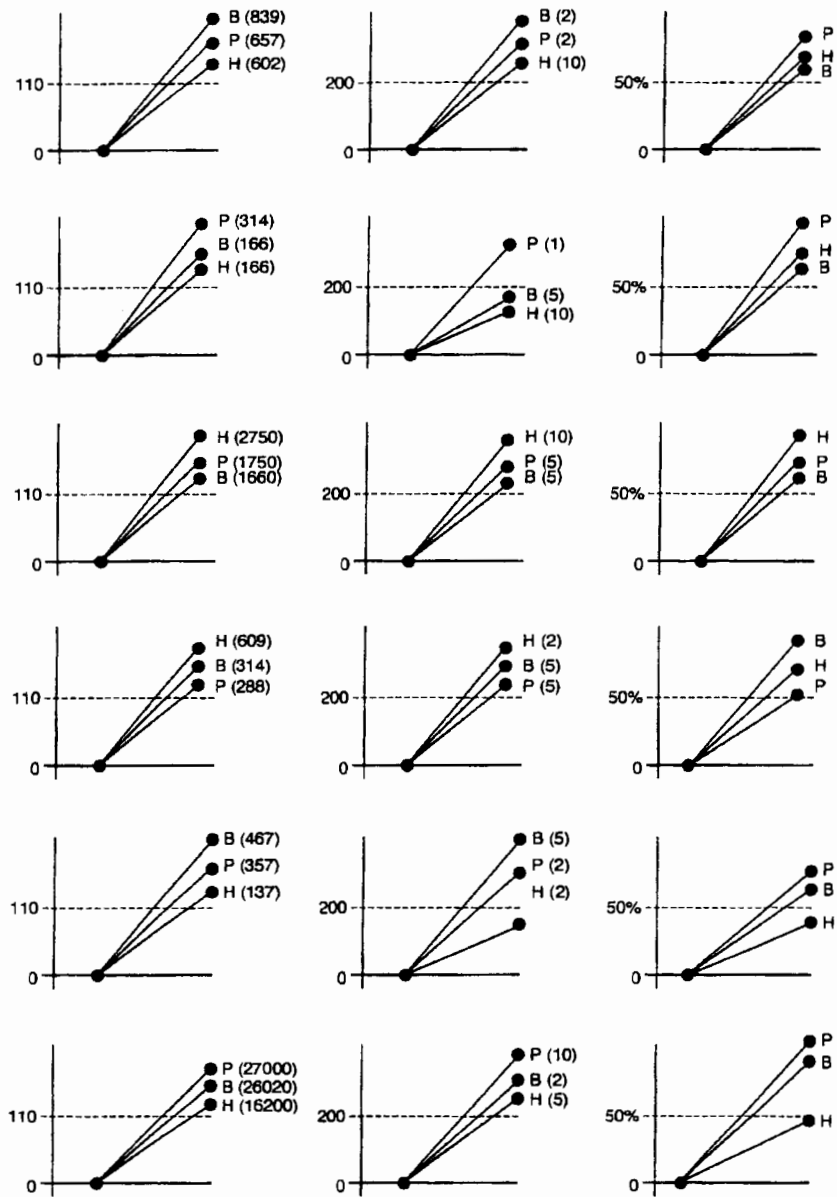 B (839)
P (657)
H (602)
110
0
B (2)
P (2)
H (10)
200
0
P
H
B
50%
0
P (314)
B (166)
H (166)
110
0
P (1)
B (5)
H (10)
200
0
P
H
B
50%
0
H (2750)
P (1750)
B (1660)
110
0
H (10)
P (5)
B (5)
200
0
H
P
B
50%
0
H (609)
B (314)
P (288)
110
0
H (2)
B (5)
P (5)
200
0
B
H
P
50%
0
B (467)
P (357)
H (137)
110
0
B (5)
P (2)
H (2)
200
0
P
B
H
50%
0
P (27000)
B (26020)
H (16200)
110
0
P (10)
B (2)
H (5)
200
0
P
B
H
50%
0